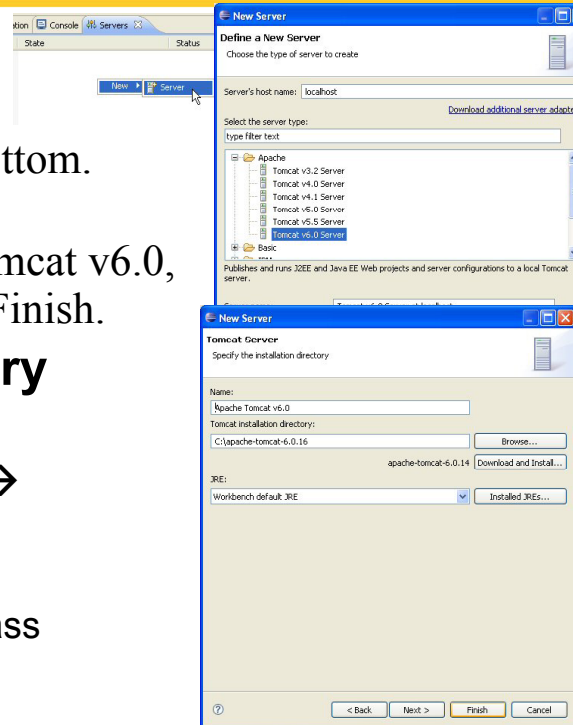 tion Console Servers
State Status
New Server
ttom.
mcat v6.0,
Finish.
ry
→
ass
New Server
Define a New Server
Choose the type of server to create
Server's host name: localhost
Download additional server adapte
Select the server type:
type filter text
Apache
Tomcat v3.2 Server
Tomcat v4.0 Server
Tomcat v4.1 Server
Tomcat v5.0 Server
Tomcat v5.5 Server
Tomcat v6.0 Server
Basic
Publishes and runs J2EE and Java EE Web projects and server configurations to a local Tomcat
server.
New Server
Tomcat Server
Specify the installation directory
Name:
Apache Tomcat v6.0
Tomcat installation directory:
C:\apache-tomcat-6.0.16 Browse...
apache-tomcat-6.0.14 Download and Install...
JRE:
Workbench default JRE Installed JREs...
< Back Next > Finish Cancel